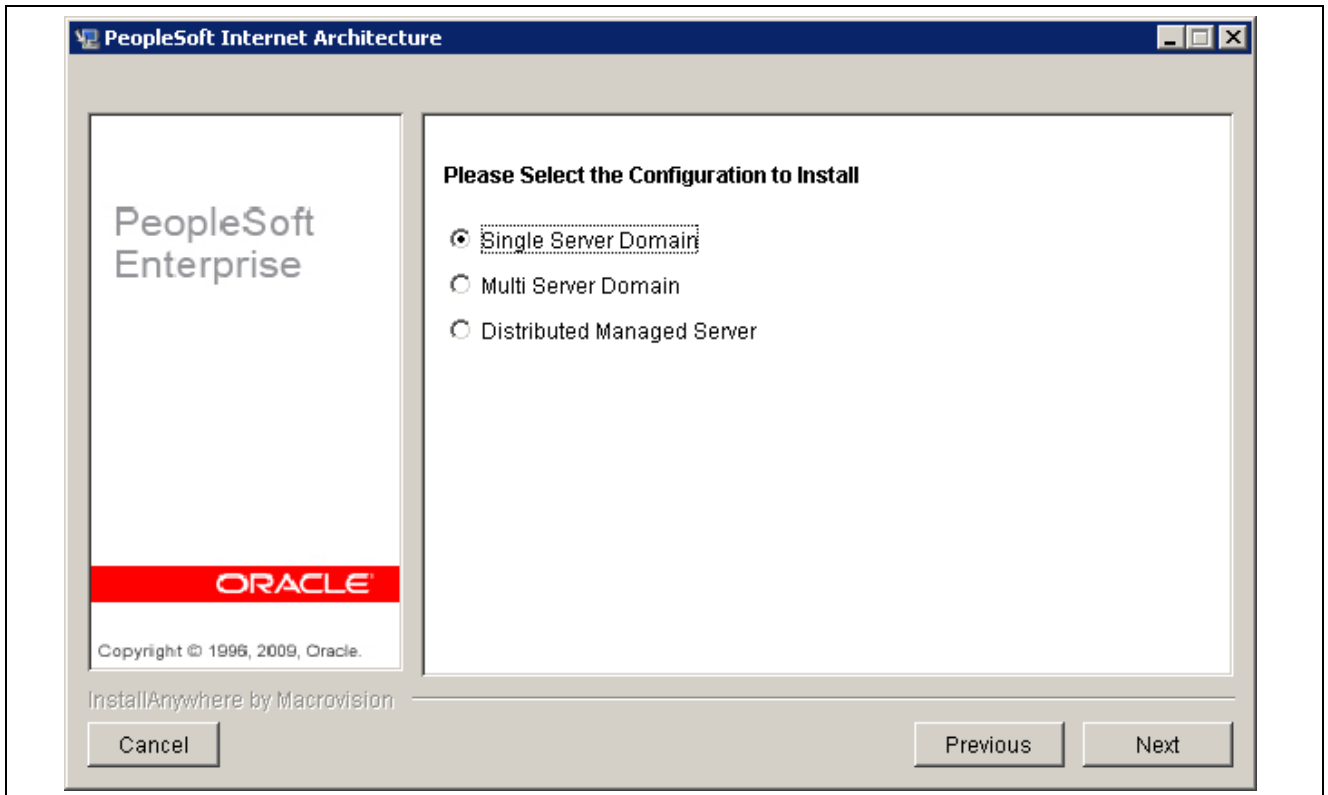 PeopleSoft Internet Architecture
PeopleSoft
Enterprise
ORACLE
Copyright © 1996, 2009, Oracle.
Please Select the Configuration to Install
Single Server Domain
Multi Server Domain
Distributed Managed Server
InstallAnywhere by Macrovision
Cancel
Previous
Next